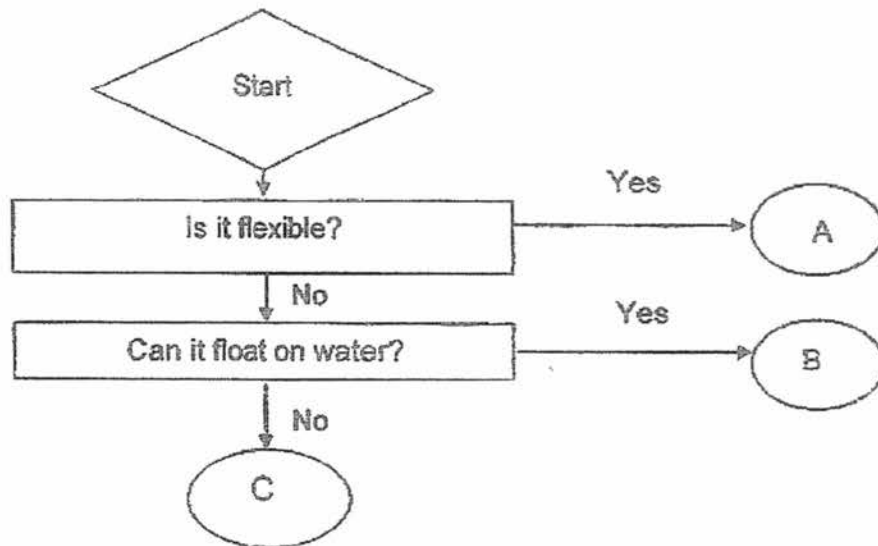 Start
Yes
Is it flexible?
A
No
Yes
Can it float on water?
B
No
C